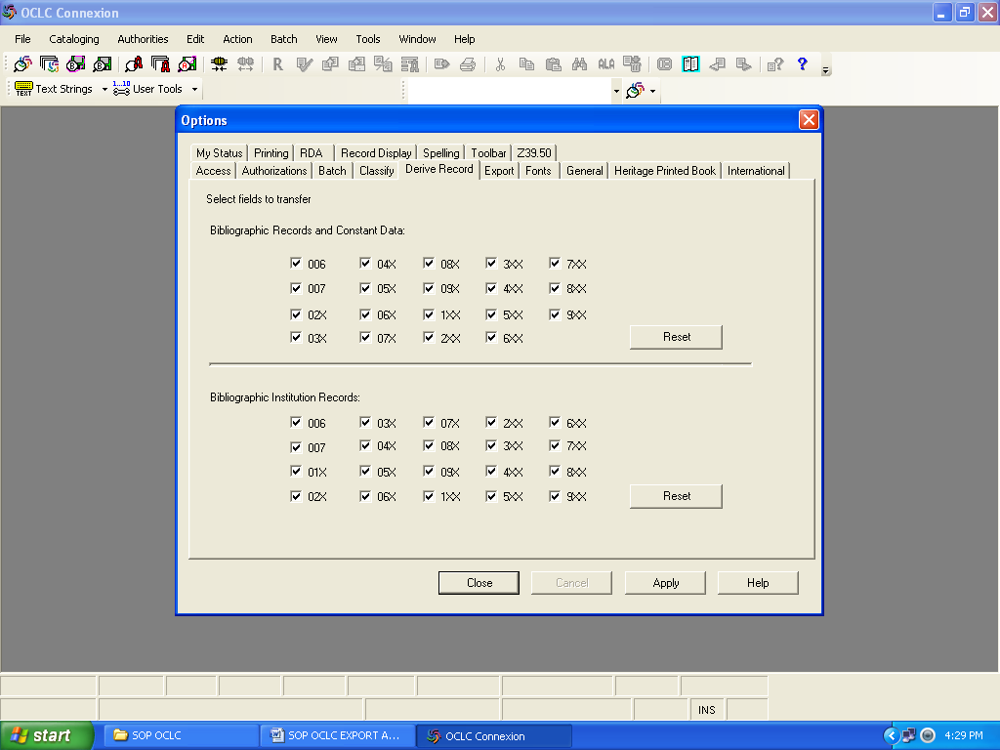 OCLC Connexion
File Cataloging Authorities Edit Action Batch View Tools Window Help
R ALA ?
TEXT Text Strings User Tools
Options
My Status Printing RDA Record Display Spelling Toolbar Z39.50
Access Authorizations Batch Classify Derive Record Export Fonts General Heritage Printed Book International
Select fields to transfer
Bibliographic Records and Constant Data:
006 04X 08X 3XX 7XX
007 05X 09X 4XX 8XX
02X 06X 1XX 5XX 9XX
03X 07X 2XX 6XX
Reset
Bibliographic Institution Records:
006 03X 07X 2XX 6XX
007 04X 08X 3XX 7XX
01X 05X 09X 4XX 8XX
02X 06X 1XX 5XX 9XX
Reset
Close Cancel Apply Help
INS
start SOP OCLC SOP OCLC EXPORT A... OCLC Connexion 4:29 PM